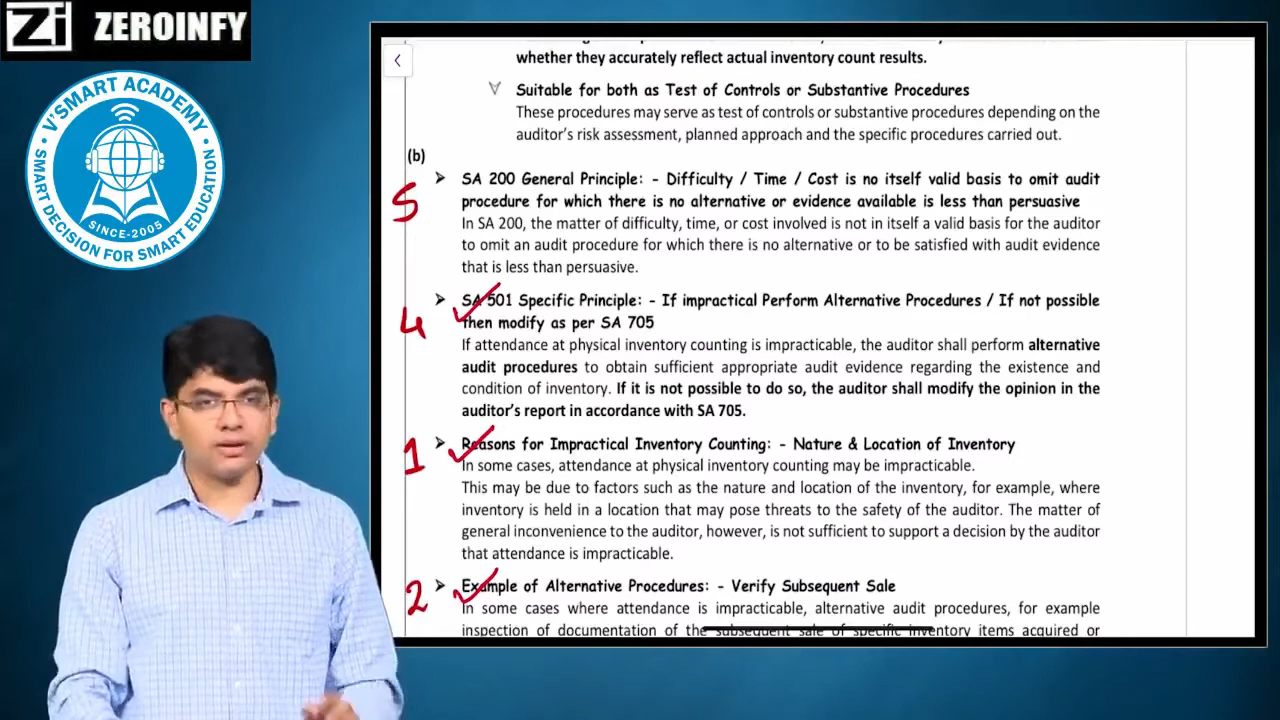 Zi ZEROINFY
V'SMART ACADEMY
SMART DECISION FOR SMART EDUCATION
SINCE-2005
whether they accurately reflect actual inventory count results.
Suitable for both as Test of Controls or Substantive Procedures
These procedures may serve as test of controls or substantive procedures depending on the
auditor's risk assessment, planned approach and the specific procedures carried out.
(b)
5
SA 200 General Principle: - Difficulty / Time / Cost is no itself valid basis to omit audit
procedure for which there is no alternative or evidence available is less than persuasive
In SA 200, the matter of difficulty, time, or cost involved is not in itself a valid basis for the auditor
to omit an audit procedure for which there is no alternative or to be satisfied with audit evidence
that is less than persuasive.
4
SA 501 Specific Principle: - If impractical Perform Alternative Procedures / If not possible
then modify as per SA 705
If attendance at physical inventory counting is impracticable, the auditor shall perform alternative
audit procedures to obtain sufficient appropriate audit evidence regarding the existence and
condition of inventory. If it is not possible to do so, the auditor shall modify the opinion in the
auditor's report in accordance with SA 705.
1
Reasons for Impractical Inventory Counting: - Nature & Location of Inventory
In some cases, attendance at physical inventory counting may be impracticable.
This may be due to factors such as the nature and location of the inventory, for example, where
inventory is held in a location that may pose threats to the safety of the auditor. The matter of
general inconvenience to the auditor, however, is not sufficient to support a decision by the auditor
that attendance is impracticable.
2
Example of Alternative Procedures: - Verify Subsequent Sale
In some cases where attendance is impracticable, alternative audit procedures, for example
inspection of documentation of the subsequent sale of specific inventory items acquired or